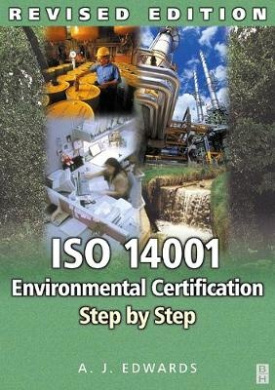 REVISED EDITION
ISO 14001
Environmental Certification
Step by Step
A. J. EDWARDS
B
H